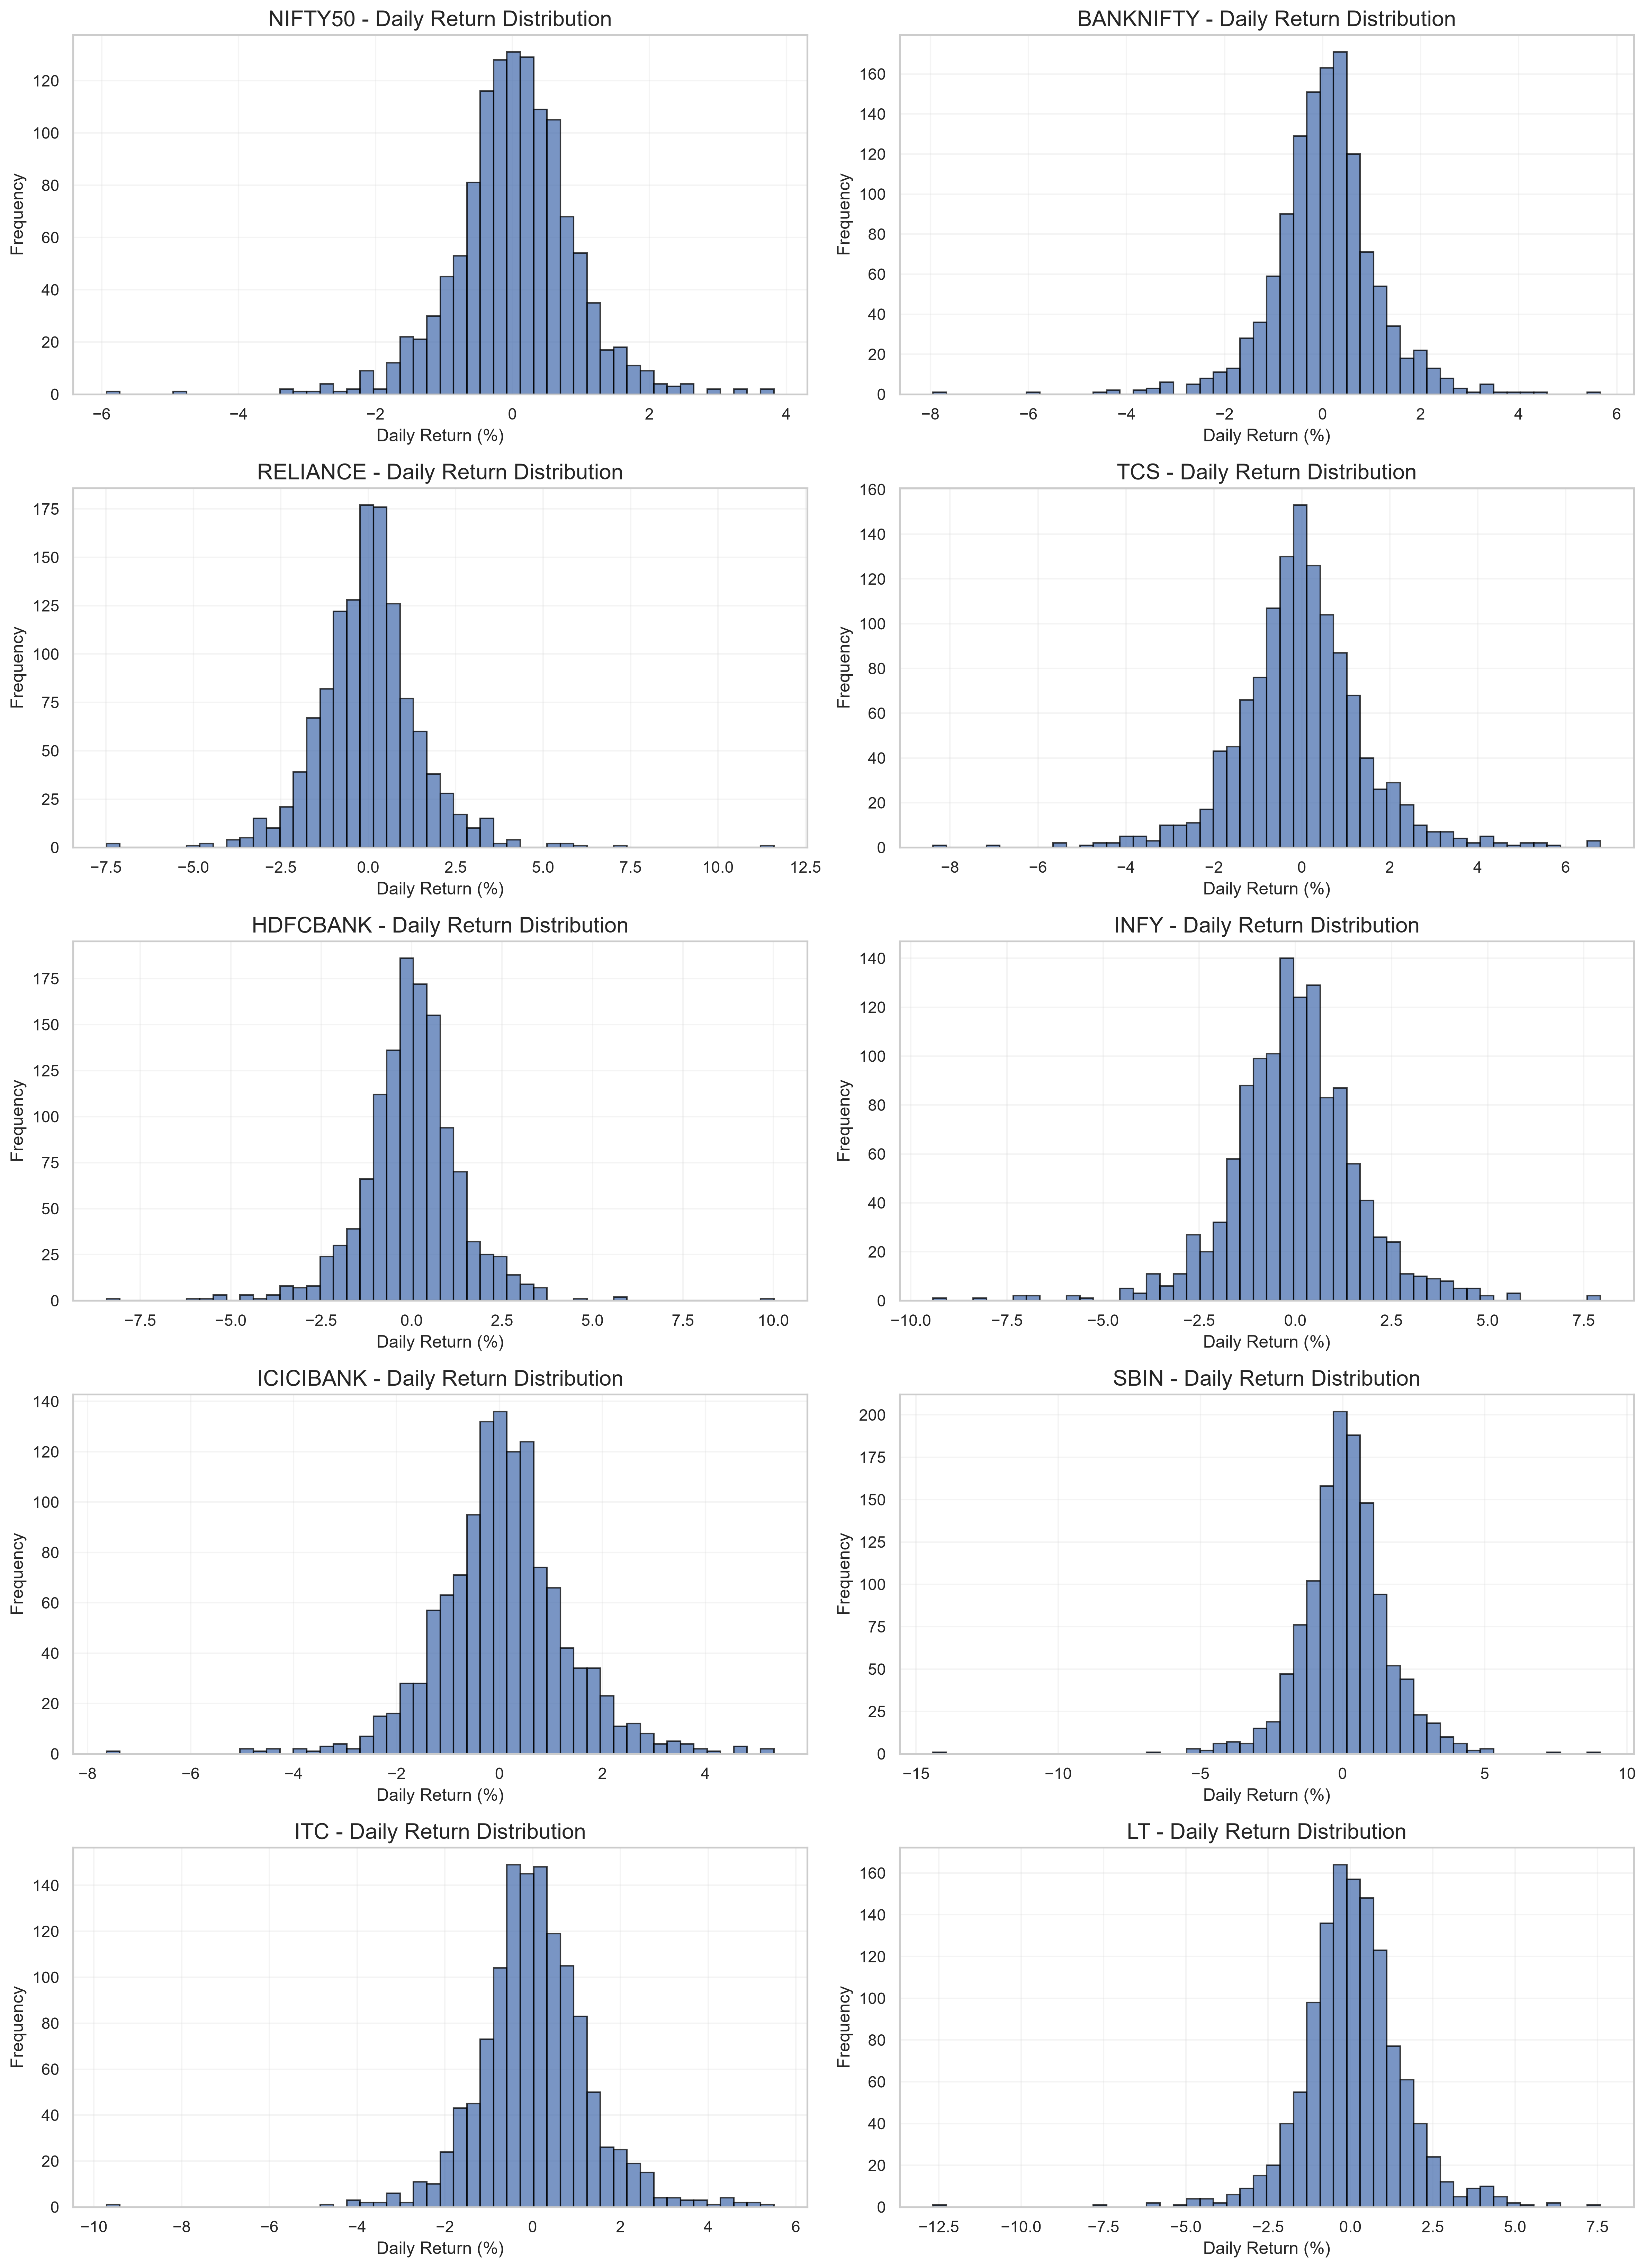 NIFTY50 - Daily Return Distribution
120
100
80
60
40
20
0
Frequency
−6 −4 −2 0 2 4
Daily Return (%)
BANKNIFTY - Daily Return Distribution
160
140
120
100
80
60
40
20
0
Frequency
−8 −6 −4 −2 0 2 4 6
Daily Return (%)
RELIANCE - Daily Return Distribution
175
150
125
100
75
50
25
0
Frequency
−7.5 −5.0 −2.5 0.0 2.5 5.0 7.5 10.0 12.5
Daily Return (%)
TCS - Daily Return Distribution
160
140
120
100
80
60
40
20
0
Frequency
−8 −6 −4 −2 0 2 4 6
Daily Return (%)
HDFCBANK - Daily Return Distribution
175
150
125
100
75
50
25
0
Frequency
−7.5 −5.0 −2.5 0.0 2.5 5.0 7.5 10.0
Daily Return (%)
INFY - Daily Return Distribution
140
120
100
80
60
40
20
0
Frequency
−10.0 −7.5 −5.0 −2.5 0.0 2.5 5.0 7.5
Daily Return (%)
ICICIBANK - Daily Return Distribution
140
120
100
80
60
40
20
0
Frequency
−8 −6 −4 −2 0 2 4
Daily Return (%)
SBIN - Daily Return Distribution
200
175
150
125
100
75
50
25
0
Frequency
−15 −10 −5 0 5 10
Daily Return (%)
ITC - Daily Return Distribution
140
120
100
80
60
40
20
0
Frequency
−10 −8 −6 −4 −2 0 2 4 6
Daily Return (%)
LT - Daily Return Distribution
160
140
120
100
80
60
40
20
0
Frequency
−12.5 −10.0 −7.5 −5.0 −2.5 0.0 2.5 5.0 7.5
Daily Return (%)